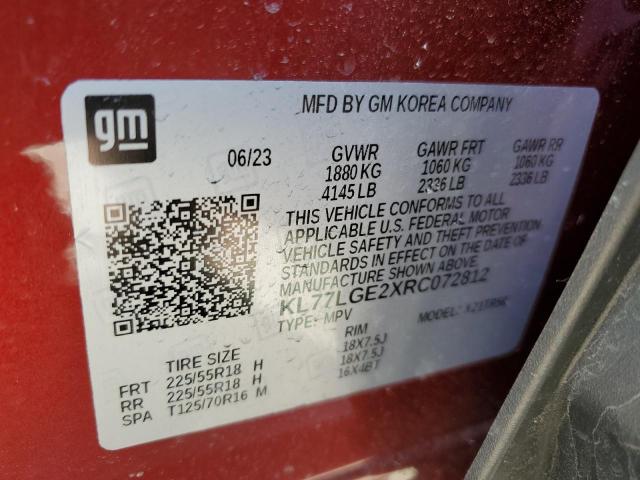 gm
MFD BY GM KOREA COMPANY
06/23 GVWR GAWR FRT GAWR RR
1880 KG 1060 KG 1060 KG
4145 LB 2336 LB 2336 LB
THIS VEHICLE CONFORMS TO ALL
APPLICABLE U.S. FEDERAL MOTOR
VEHICLE SAFETY AND THEFT PREVENTION
STANDARDS IN EFFECT ON THE DATE OF
MANUFACTURE SHOWN ABOVE.
KL77LGE2XRC072812
TYPE: MPV MODEL:
TIRE SIZE RIM
FRT 225/55R18 H 18X7.5J
RR 225/55R18 H 18X7.5J
SPA T125/70R16 M 16X4BT